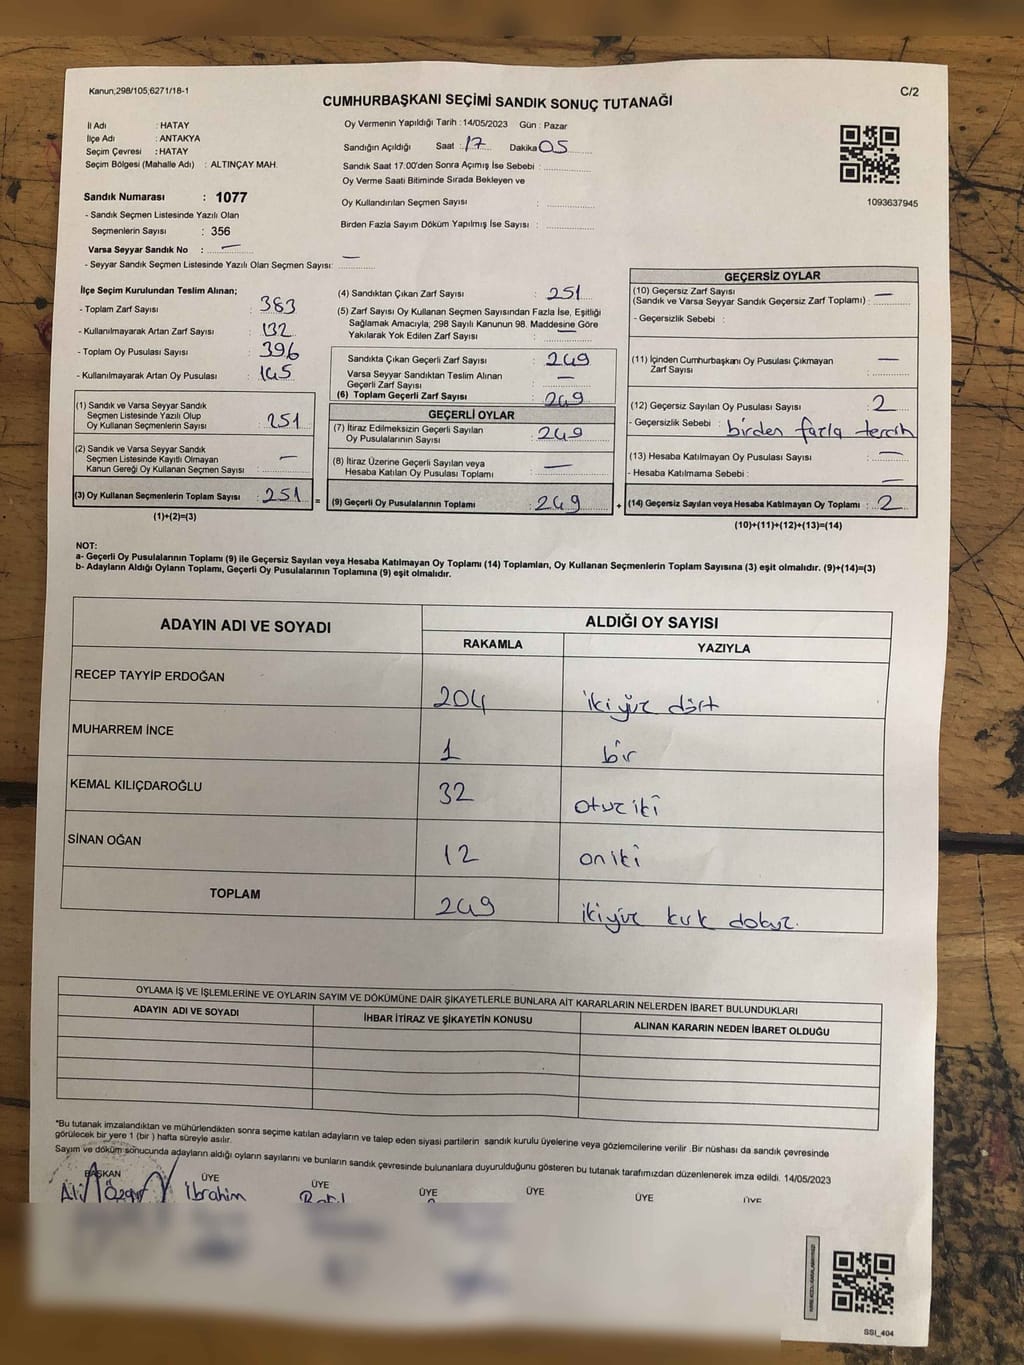 Kanun;298/105,6271/18-1
C/2
CUMHURBAŞKANI SEÇİMİ SANDIK SONUÇ TUTANAĞI
İl Adı : HATAY
İlçe Adı : ANTAKYA
Seçim Çevresi : HATAY
Seçim Bölgesi (Mahalle Adı) : ALTINÇAY MAH.
Sandık Numarası : 1077
- Sandık Seçmen Listesinde Yazılı Olan
Seçmenlerin Sayısı : 356
Varsa Seyyar Sandık No : —
- Seyyar Sandık Seçmen Listesinde Yazılı Olan Seçmen Sayısı: —
Oy Vermenin Yapıldığı Tarih : 14/05/2023 Gün : Pazar
Sandığın Açıldığı Saat : 17 Dakika 05
Sandık Saat 17:00'den Sonra Açımış İse Sebebi :
Oy Verme Saati Bitiminde Sırada Bekleyen ve
Oy Kullandırılan Seçmen Sayısı :
Birden Fazla Sayım Döküm Yapılmış İse Sayısı :
1093637945
İlçe Seçim Kurulundan Teslim Alınan;
- Toplam Zarf Sayısı : 383
- Kullanılmayarak Artan Zarf Sayısı : 132
- Toplam Oy Pusulası Sayısı : 396
- Kullanılmayarak Artan Oy Pusulası : 145
(1) Sandık ve Varsa Seyyar Sandık
Seçmen Listesinde Yazılı Olup
Oy Kullanan Seçmenlerin Sayısı : 251
(2) Sandık ve Varsa Seyyar Sandık
Seçmen Listesinde Kayıtlı Olmayan
Kanun Gereği Oy Kullanan Seçmen Sayısı : —
(3) Oy Kullanan Seçmenlerin Toplam Sayısı : 251
(1)+(2)=(3)
=
(4) Sandıktan Çıkan Zarf Sayısı : 251
(5) Zarf Sayısı Oy Kullanan Seçmen Sayısından Fazla İse, Eşitliği
Sağlamak Amacıyla; 298 Sayılı Kanunun 98. Maddesine Göre
Yakılarak Yok Edilen Zarf Sayısı : —
Sandıkta Çıkan Geçerli Zarf Sayısı : 249
Varsa Seyyar Sandıktan Teslim Alınan
Geçerli Zarf Sayısı : —
(6) Toplam Geçerli Zarf Sayısı : 249
GEÇERLİ OYLAR
(7) İtiraz Edilmeksizin Geçerli Sayılan
Oy Pusulalarının Sayısı : 249
(8) İtiraz Üzerine Geçerli Sayılan veya
Hesaba Katılan Oy Pusulası Toplamı : —
(9) Geçerli Oy Pusulalarının Toplamı : 249
+
GEÇERSİZ OYLAR
(10) Geçersiz Zarf Sayısı
(Sandık ve Varsa Seyyar Sandık Geçersiz Zarf Toplamı) : —
- Geçersizlik Sebebi :
(11) İçinden Cumhurbaşkanı Oy Pusulası Çıkmayan
Zarf Sayısı : —
(12) Geçersiz Sayılan Oy Pusulası Sayısı : 2
- Geçersizlik Sebebi : birden fazla tercih
(13) Hesaba Katılmayan Oy Pusulası Sayısı : —
- Hesaba Katılmama Sebebi : —
(14) Geçersiz Sayılan veya Hesaba Katılmayan Oy Toplamı : 2
(10)+(11)+(12)+(13)=(14)
NOT:
a- Geçerli Oy Pusulalarının Toplamı (9) ile Geçersiz Sayılan veya Hesaba Katılmayan Oy Toplamı (14) Toplamları, Oy Kullanan Seçmenlerin Toplam Sayısına (3) eşit olmalıdır. (9)+(14)=(3)
b- Adayların Aldığı Oyların Toplamı, Geçerli Oy Pusulalarının Toplamına (9) eşit olmalıdır.
ADAYIN ADI VE SOYADI
ALDIĞI OY SAYISI
RAKAMLA YAZIYLA
RECEP TAYYİP ERDOĞAN 204 ikiyüz dört
MUHARREM İNCE 1 bir
KEMAL KILIÇDAROĞLU 32 otuz iki
SİNAN OĞAN 12 oniki
TOPLAM 249 ikiyüz kırk dokuz.
OYLAMA İŞ VE İŞLEMLERİNE VE OYLARIN SAYIM VE DÖKÜMÜNE DAİR ŞİKAYETLERLE BUNLARA AİT KARARLARIN NELERDEN İBARET BULUNDUKLARI
ADAYIN ADI VE SOYADI İHBAR İTİRAZ VE ŞİKAYETİN KONUSU ALINAN KARARIN NEDEN İBARET OLDUĞU
*Bu tutanak imzalandıktan ve mühürlendikten sonra seçime katılan adayların ve talep eden siyasi partilerin sandık kurulu üyelerine veya gözlemcilerine verilir .Bir nüshası da sandık çevresinde
görülecek bir yere 1 (bir ) hafta süreyle asılır.
Sayım ve döküm sonucunda adayların aldığı oyların sayılarını ve bunların sandık çevresinde bulunanlara duyurulduğunu gösteren bu tutanak tarafımızdan düzenlenerek imza edildi. 14/05/2023
BAŞKAN ÜYE ÜYE ÜYE ÜYE ÜYE ÜYE
Ali Özgür İbrahim
SSI_404